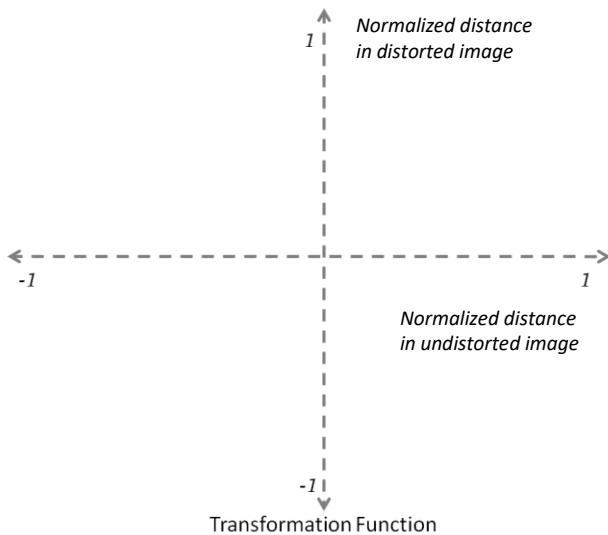 1
Normalized distance
in distorted image
-1
1
Normalized distance
in undistorted image
-1
Transformation Function